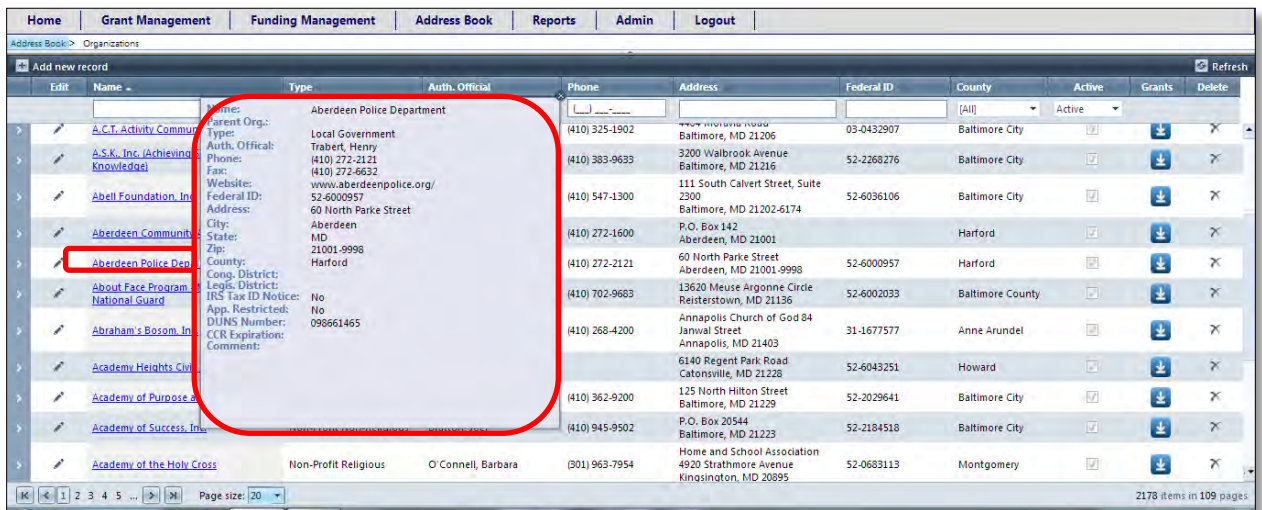 Home Grant Management Funding Management Address Book Reports Admin Logout
Address Book > Organizations
Add new record Refresh
Edit Name Type Auth. Official Phone Address Federal ID County Active Grants Delete
(__) ___-____ [All] Active
A.C.T. Activity Commun (410) 325-1902 Baltimore, MD 21206 03-0432907 Baltimore City
A.S.K., Inc. (Achieving
Knowledge) (410) 383-9633 3200 Walbrook Avenue
Baltimore, MD 21216 52-2268276 Baltimore City
Abell Foundation, Inc (410) 547-1300 111 South Calvert Street, Suite
2300
Baltimore, MD 21202-6174 52-6036106 Baltimore City
Aberdeen Community (410) 272-1600 P.O. Box 142
Aberdeen, MD 21001 Harford
Aberdeen Police Depa (410) 272-2121 60 North Parke Street
Aberdeen, MD 21001-9998 52-6000957 Harford
About Face Program
National Guard (410) 702-9683 13620 Meuse Argonne Circle
Reisterstown, MD 21136 52-6002033 Baltimore County
Abraham's Bosom, In (410) 268-4200 Annapolis Church of God 84
Janwal Street
Annapolis, MD 21403 31-1677577 Anne Arundel
Academy Heights Civi 6140 Regent Park Road
Catonsville, MD 21228 52-6043251 Howard
Academy of Purpose a (410) 362-9200 125 North Hilton Street
Baltimore, MD 21229 52-2029641 Baltimore City
Academy of Success, Inc. (410) 945-9502 P.O. Box 20544
Baltimore, MD 21223 52-2184518 Baltimore City
Academy of the Holy Cross Non-Profit Religious O'Connell, Barbara (301) 963-7954 Home and School Association
4920 Strathmore Avenue
Kingsington, MD 20895 52-0683113 Montgomery
Name: Aberdeen Police Department
Parent Org.:
Type: Local Government
Auth. Offical: Trabert, Henry
Phone: (410) 272-2121
Fax: (410) 272-6632
Website: www.aberdeenpolice.org/
Federal ID: 52-6000957
Address: 60 North Parke Street
City: Aberdeen
State: MD
Zip: 21001-9998
County: Harford
Cong. District:
Legis. District:
IRS Tax ID Notice: No
App. Restricted: No
DUNS Number: 098661465
CCR Expiration:
Comment:
1 2 3 4 5 ... Page size: 20 2178 items in 109 pages